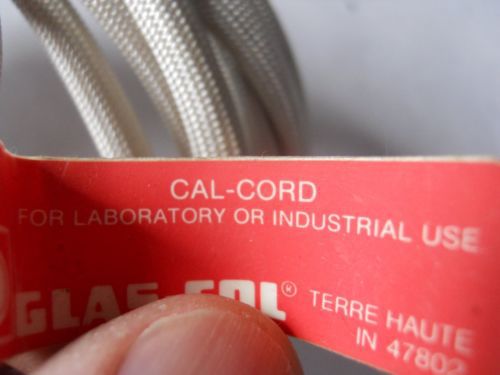 CAL-CORD
FOR LABORATORY OR INDUSTRIAL USE
GLAS-COL® TERRE HAUTE
IN 47802